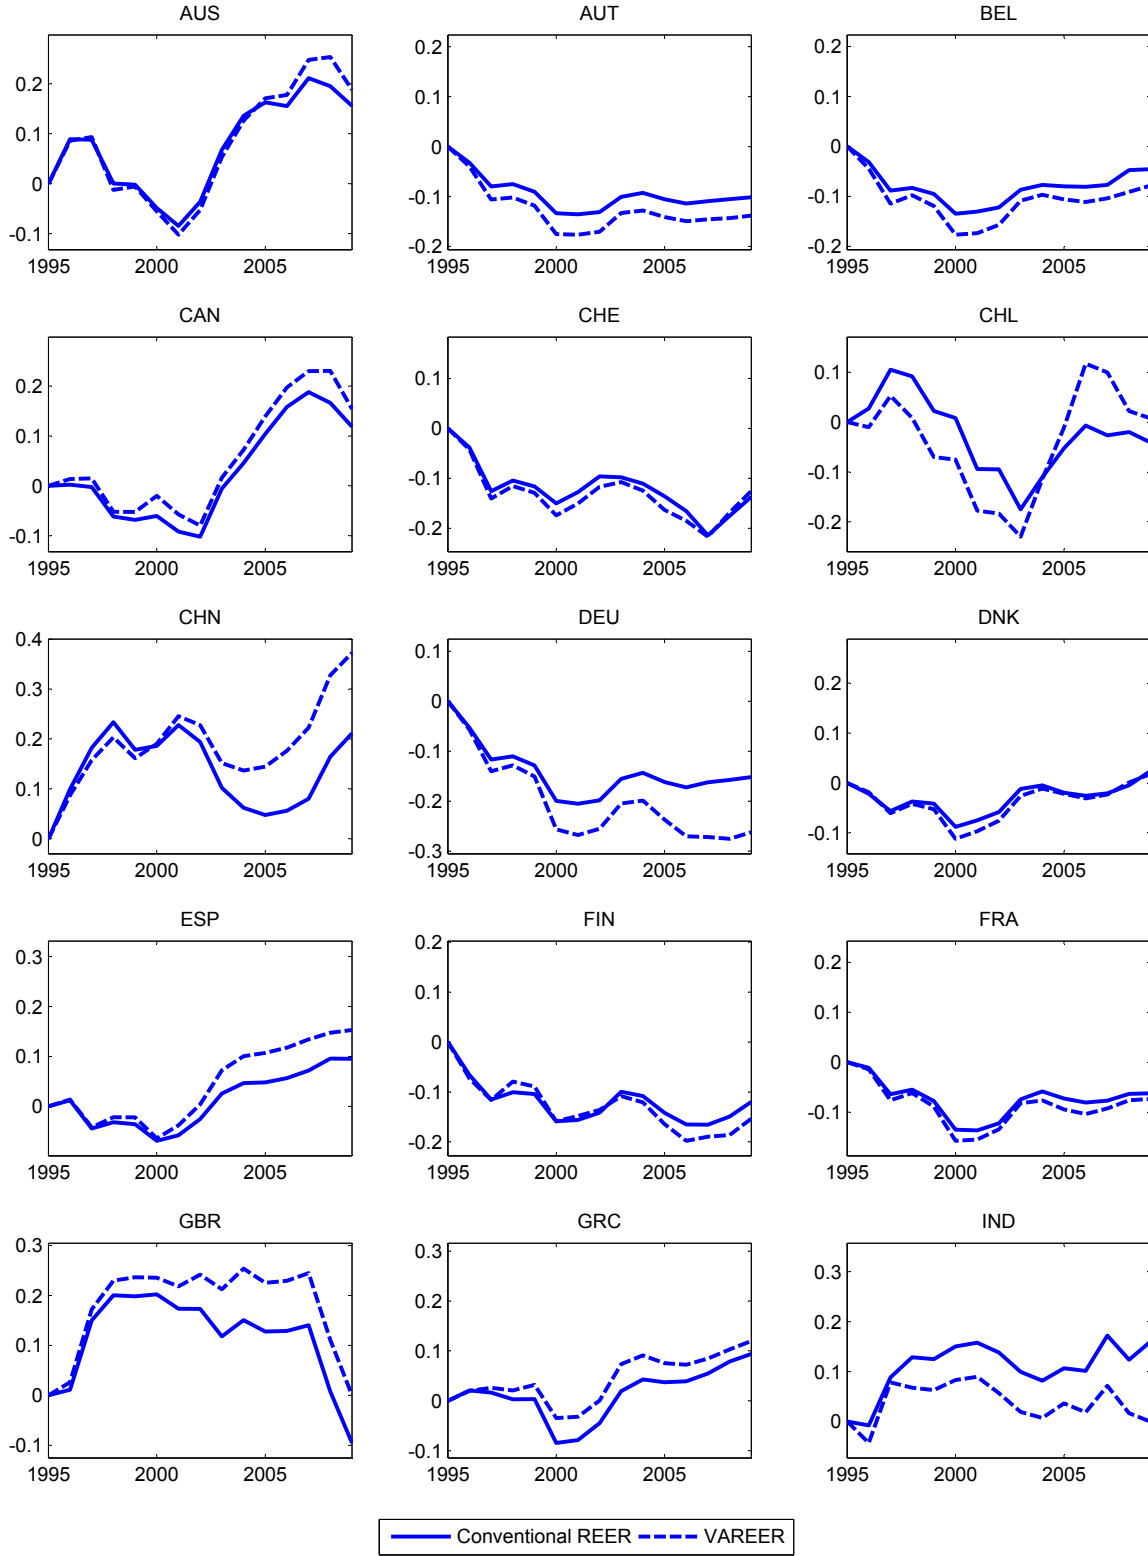 AUS AUT BEL
0.2 0.2 0.2
0.1 0.1 0.1
0 0 0
-0.1 -0.1 -0.1
-0.2 -0.2
1995 2000 2005 1995 2000 2005 1995 2000 2005
CAN CHE CHL
0.2 0.1 0.1
0.1 0 0
0 -0.1 -0.1
-0.1 -0.2 -0.2
1995 2000 2005 1995 2000 2005 1995 2000 2005
CHN DEU DNK
0.4 0.1 0.2
0.3 0 0.1
0.2 -0.1 0
0.1 -0.2 -0.1
0 -0.3
1995 2000 2005 1995 2000 2005 1995 2000 2005
ESP FIN FRA
0.3 0.2 0.2
0.2 0.1 0.1
0.1 0 0
0 -0.1 -0.1
-0.2
1995 2000 2005 1995 2000 2005 1995 2000 2005
GBR GRC IND
0.3 0.3 0.3
0.2 0.2 0.2
0.1 0.1 0.1
0 0 0
-0.1 -0.1
1995 2000 2005 1995 2000 2005 1995 2000 2005
Conventional REER VAREER